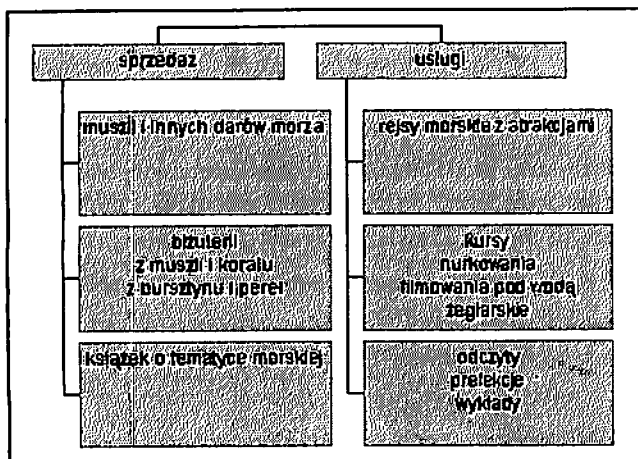 sprzedaż
usługi
muszli i innych darów morza
biżuterii
z muszli i koralu
z bursztynu i pereł
książek o tematyce morskiej
rejsy morskie z atrakcjami
kursy
nurkowania
filmowania pod wodą
żeglarskie
odczyty
prelekcje
wykłady